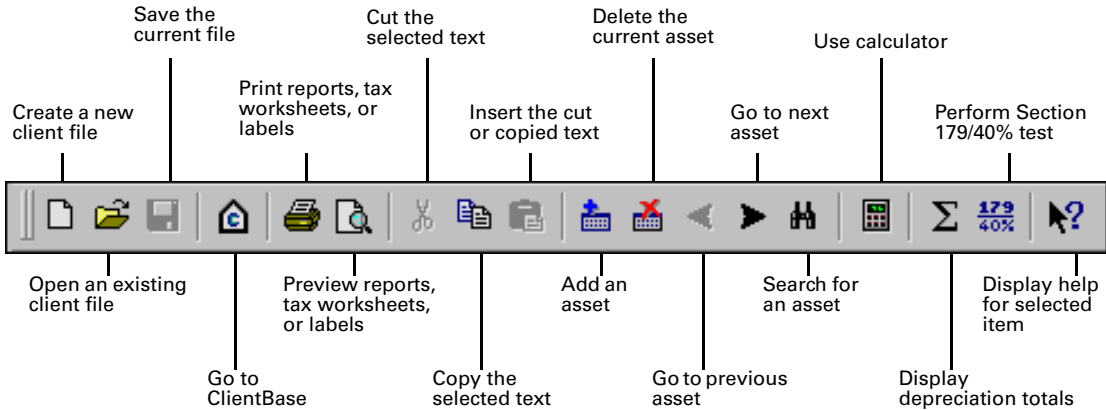 Save the
current file
Cut the
selected text
Delete the
current asset
Use calculator
Create a new
client file
Print reports, tax
worksheets, or
labels
Insert the cut
or copied text
Go to next
asset
Perform Section
179/40% test
C
179
40%
?
Open an existing
client file
Preview reports,
tax worksheets,
or labels
Add an
asset
Search for
an asset
Display help
for selected
item
Go to
ClientBase
Copy the
selected text
Go to previous
asset
Display
depreciation totals